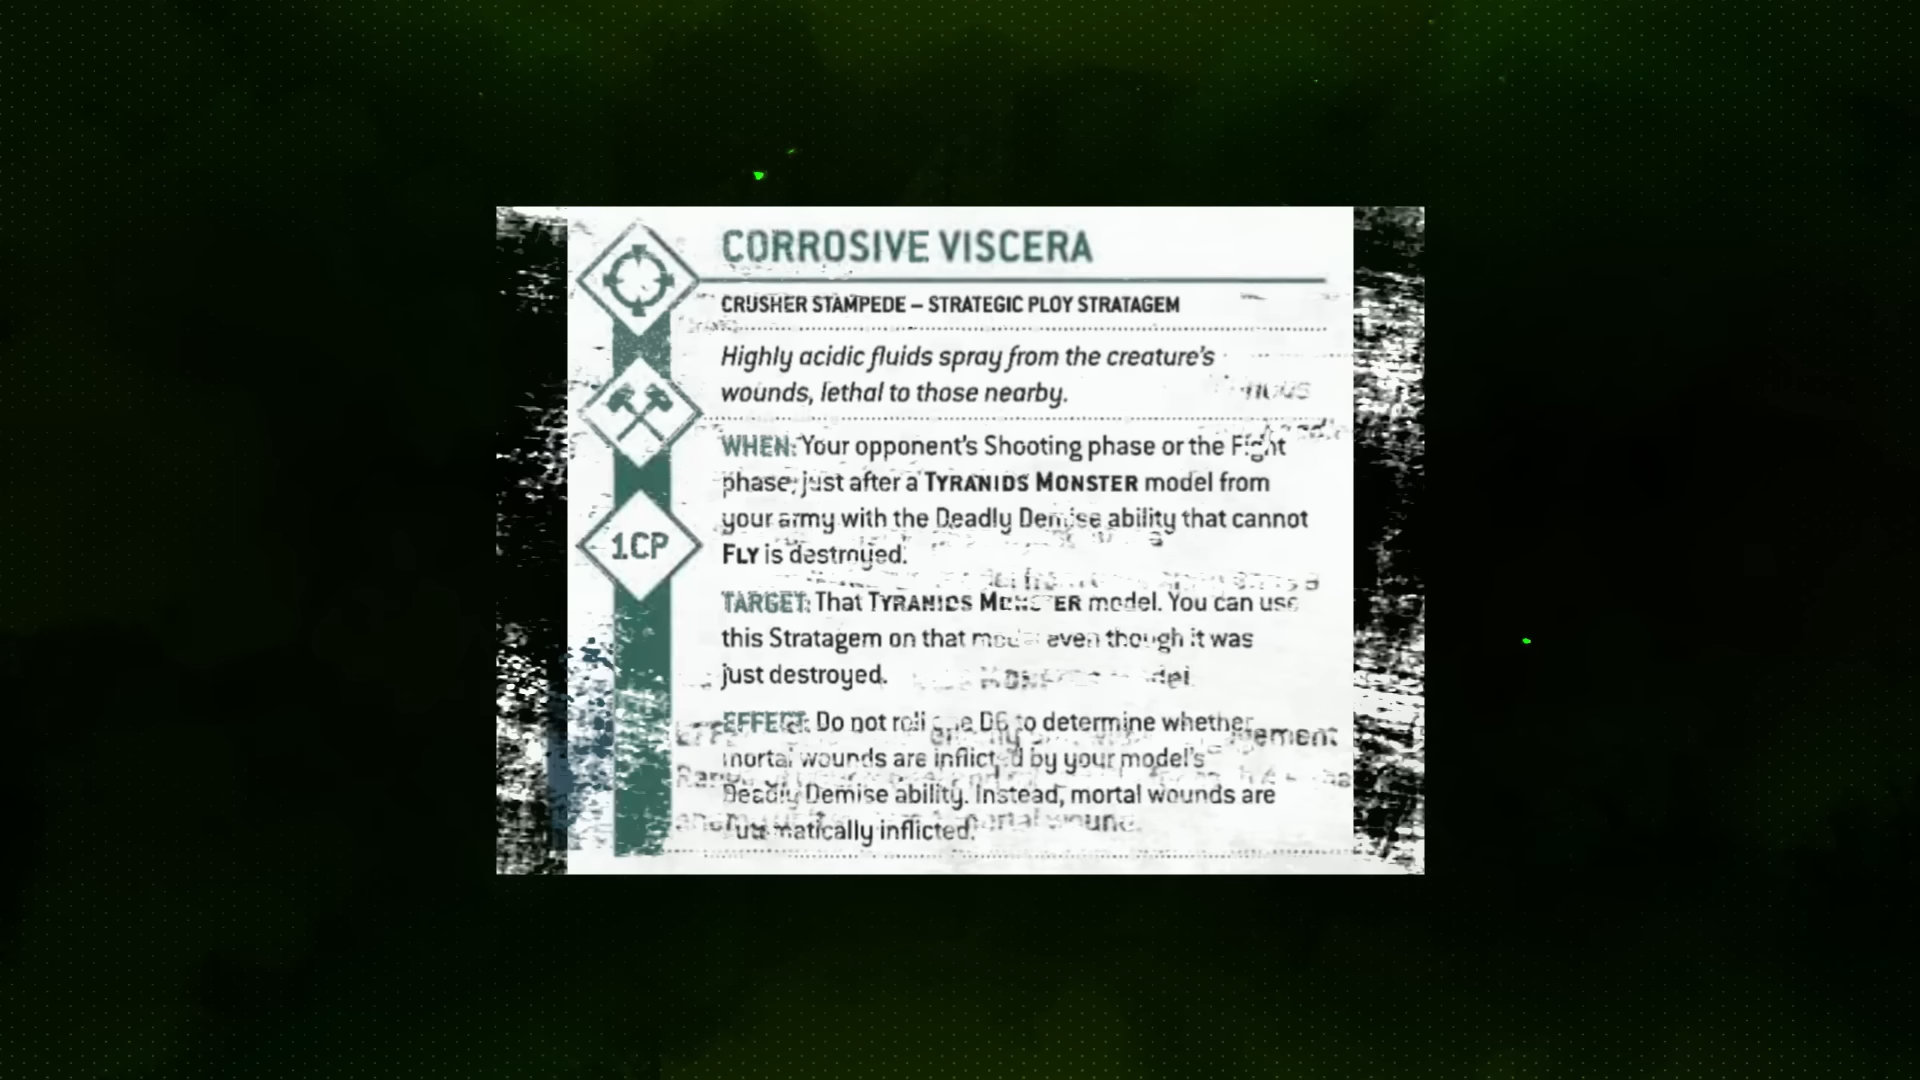 CORROSIVE VISCERA
CRUSHER STAMPEDE – STRATEGIC PLOY STRATAGEM
Highly acidic fluids spray from the creature's
wounds, lethal to those nearby.
WHEN: Your opponent's Shooting phase or the Fight
phase, just after a TYRANIDS MONSTER model from
your army with the Deadly Demise ability that cannot
FLY is destroyed.
1CP
TARGET: That TYRANIDS MONSTER model. You can use
this Stratagem on that model even though it was
just destroyed.
EFFECT: Do not roll one D6 to determine whether
mortal wounds are inflicted by your model's
Deadly Demise ability. Instead, mortal wounds are
automatically inflicted.